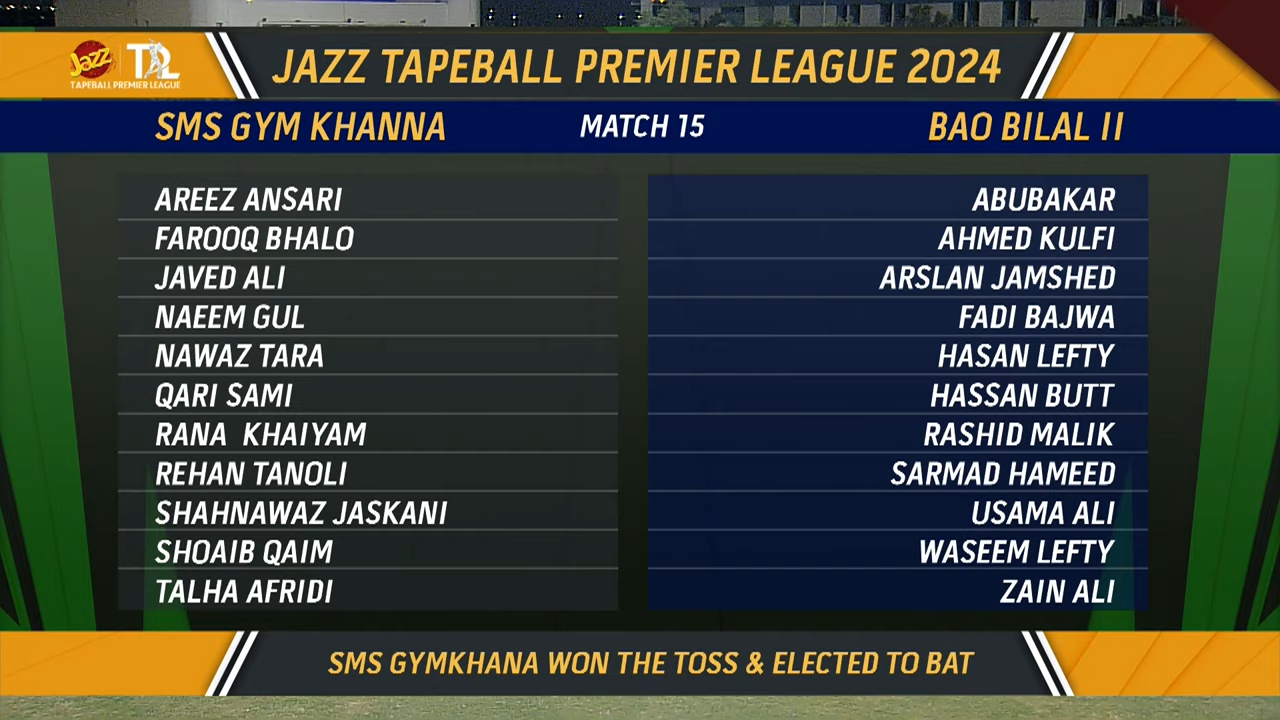 Jazz TPL
TAPEBALL PREMIER LEAGUE
JAZZ TAPEBALL PREMIER LEAGUE 2024
SMS GYM KHANNA MATCH 15 BAO BILAL II
AREEZ ANSARI ABUBAKAR
FAROOQ BHALO AHMED KULFI
JAVED ALI ARSLAN JAMSHED
NAEEM GUL FADI BAJWA
NAWAZ TARA HASAN LEFTY
QARI SAMI HASSAN BUTT
RANA KHAIYAM RASHID MALIK
REHAN TANOLI SARMAD HAMEED
SHAHNAWAZ JASKANI USAMA ALI
SHOAIB QAIM WASEEM LEFTY
TALHA AFRIDI ZAIN ALI
SMS GYMKHANA WON THE TOSS & ELECTED TO BAT